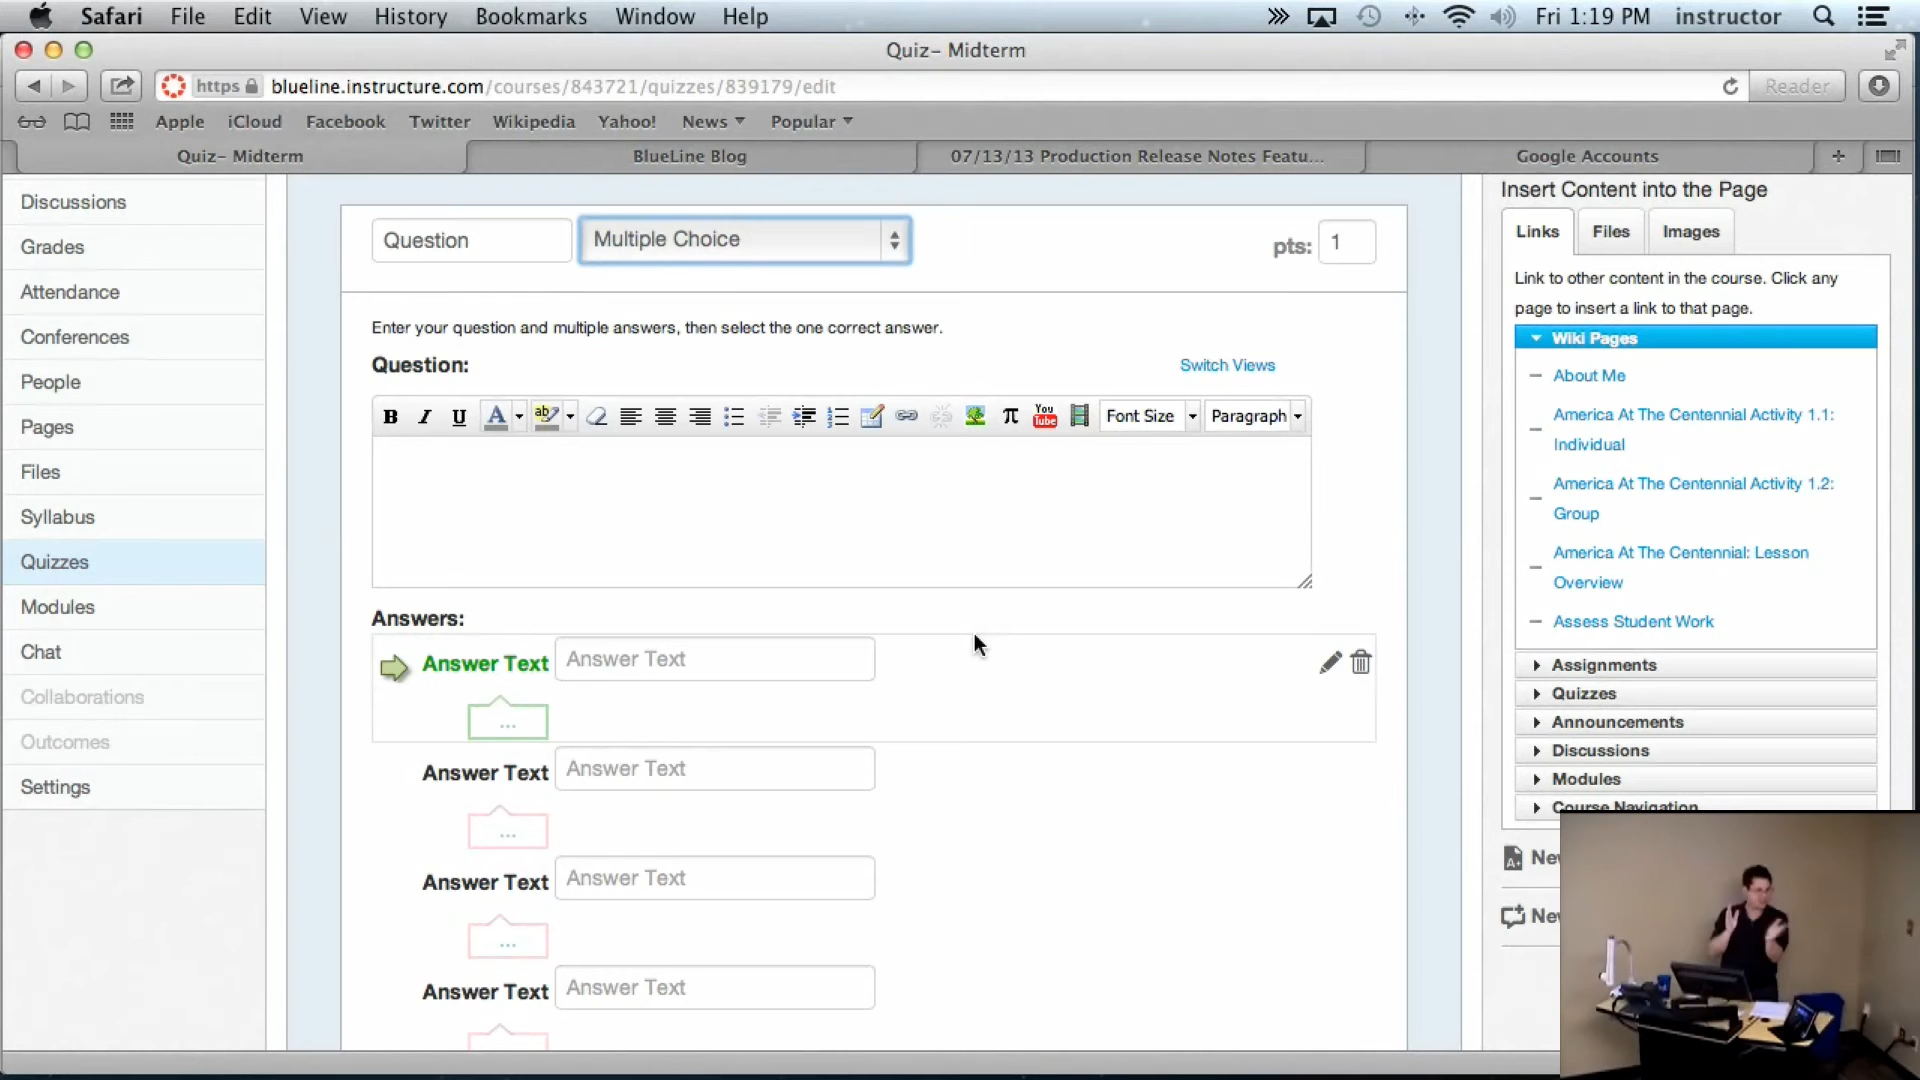 Safari File Edit View History Bookmarks Window Help Fri 1:19 PM instructor
Quiz- Midterm
https blueline.instructure.com/courses/843721/quizzes/839179/edit Reader
Apple iCloud Facebook Twitter Wikipedia Yahoo! News Popular
Quiz- Midterm BlueLine Blog 07/13/13 Production Release Notes Featu... Google Accounts
Discussions
Grades
Attendance
Conferences
People
Pages
Files
Syllabus
Quizzes
Modules
Chat
Collaborations
Outcomes
Settings
Question Multiple Choice pts: 1
Enter your question and multiple answers, then select the one correct answer.
Question: Switch Views
B I U A ab π You Tube Font Size Paragraph
Answers:
Answer Text Answer Text
...
Answer Text Answer Text
...
Answer Text Answer Text
...
Answer Text Answer Text
Insert Content into the Page
Links Files Images
Link to other content in the course. Click any
page to insert a link to that page.
Wiki Pages
About Me
America At The Centennial Activity 1.1:
Individual
America At The Centennial Activity 1.2:
Group
America At The Centennial: Lesson
Overview
Assess Student Work
Assignments
Quizzes
Announcements
Discussions
Modules
Course Navigation
A+ Ne
Ne